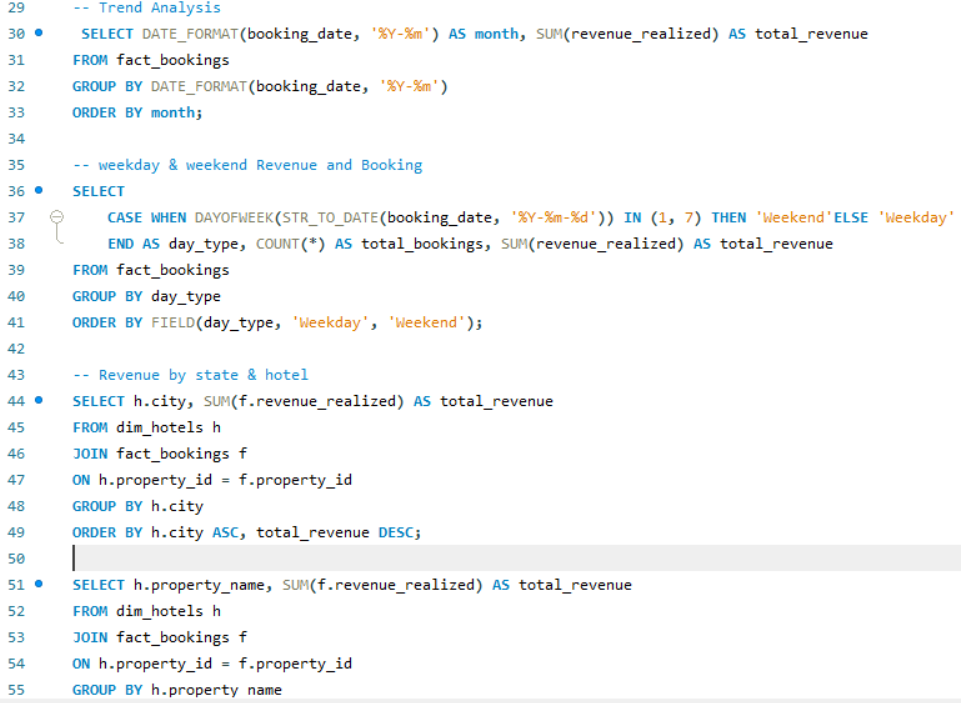 29 -- Trend Analysis
30 SELECT DATE_FORMAT(booking_date, '%Y-%m') AS month, SUM(revenue_realized) AS total_revenue
31 FROM fact_bookings
32 GROUP BY DATE_FORMAT(booking_date, '%Y-%m')
33 ORDER BY month;
34
35 -- weekday & weekend Revenue and Booking
36 SELECT
37 CASE WHEN DAYOFWEEK(STR_TO_DATE(booking_date, '%Y-%m-%d')) IN (1, 7) THEN 'Weekend'ELSE 'Weekday'
38 END AS day_type, COUNT(*) AS total_bookings, SUM(revenue_realized) AS total_revenue
39 FROM fact_bookings
40 GROUP BY day_type
41 ORDER BY FIELD(day_type, 'Weekday', 'Weekend');
42
43 -- Revenue by state & hotel
44 SELECT h.city, SUM(f.revenue_realized) AS total_revenue
45 FROM dim_hotels h
46 JOIN fact_bookings f
47 ON h.property_id = f.property_id
48 GROUP BY h.city
49 ORDER BY h.city ASC, total_revenue DESC;
50
51 SELECT h.property_name, SUM(f.revenue_realized) AS total_revenue
52 FROM dim_hotels h
53 JOIN fact_bookings f
54 ON h.property_id = f.property_id
55 GROUP BY h.property_name